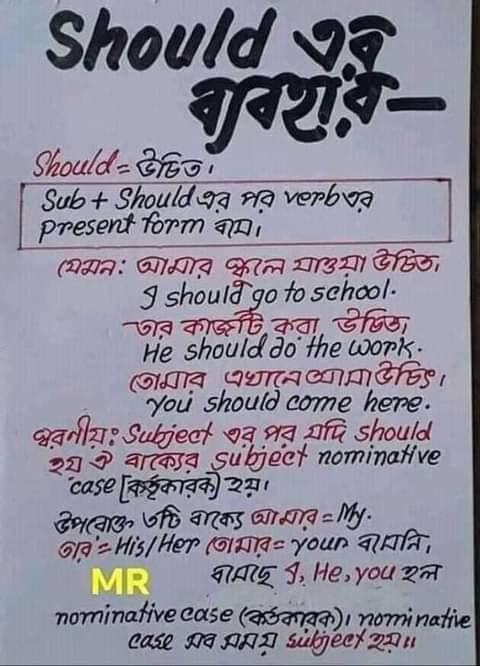 Should এর
ব্যবহার—
Should = উচিত।
Sub + Should এর পর verb এর
present form বসে।
যেমন: আমার স্কুলে যাওয়া উচিত,
I should go to school.
তার কাজটি করা উচিত,
He should do the work.
তোমার এখানে আসা উচিৎ।
you should come here.
স্মরণীয়: Subject এর পর যদি should
হয় ঐ বাক্যের subject nominative
case [কর্তৃকারক] হয়।
উপরোক্ত ৩টি বাক্যে আমার = My.
তার = His/Her তোমার = your বসেনি,
MR
বসেছে I, He, you হল
nominative case (কর্তৃকারক)। nominative
case সব সময় subject হয়॥